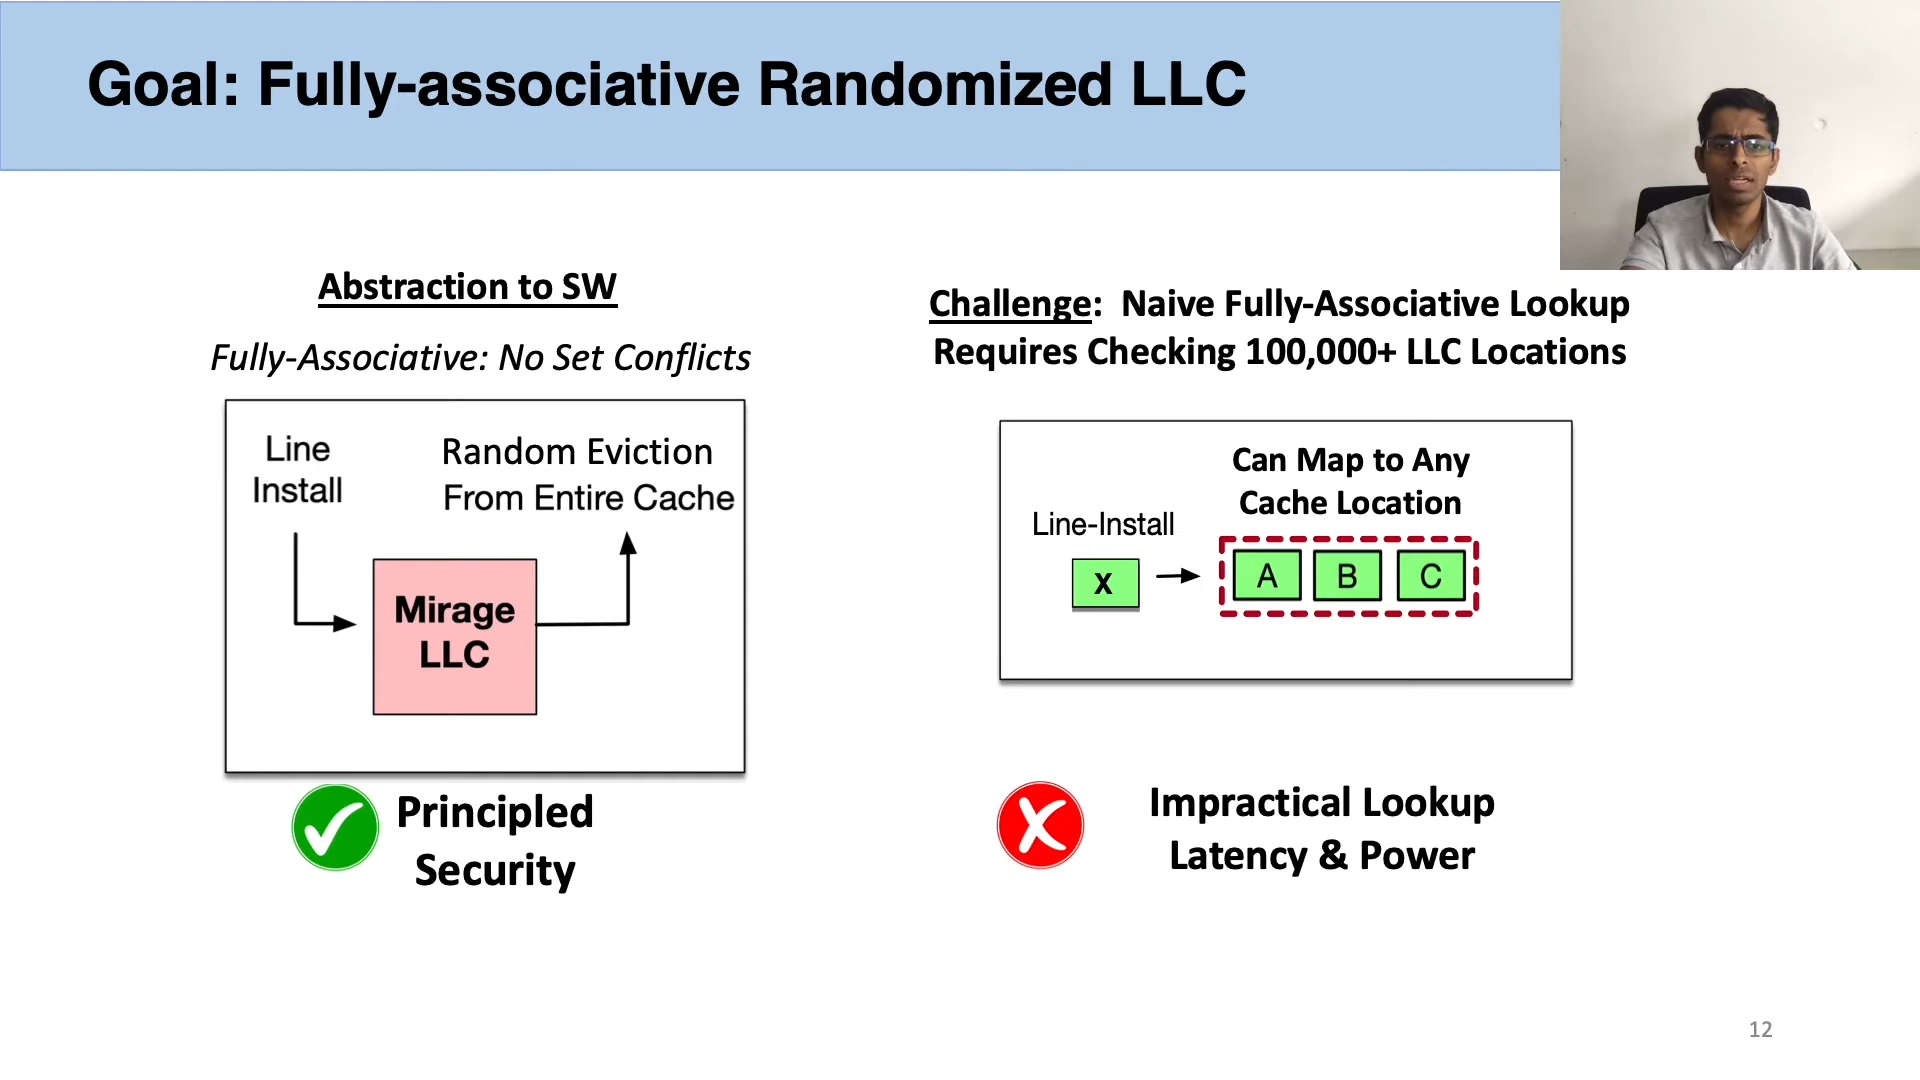 Goal: Fully-associative Randomized LLC
Abstraction to SW
Fully-Associative: No Set Conflicts
Line
Install
Random Eviction
From Entire Cache
Mirage
LLC
Principled
Security
Challenge: Naive Fully-Associative Lookup
Requires Checking 100,000+ LLC Locations
Can Map to Any
Cache Location
Line-Install
X
A B C
Impractical Lookup
Latency & Power
12